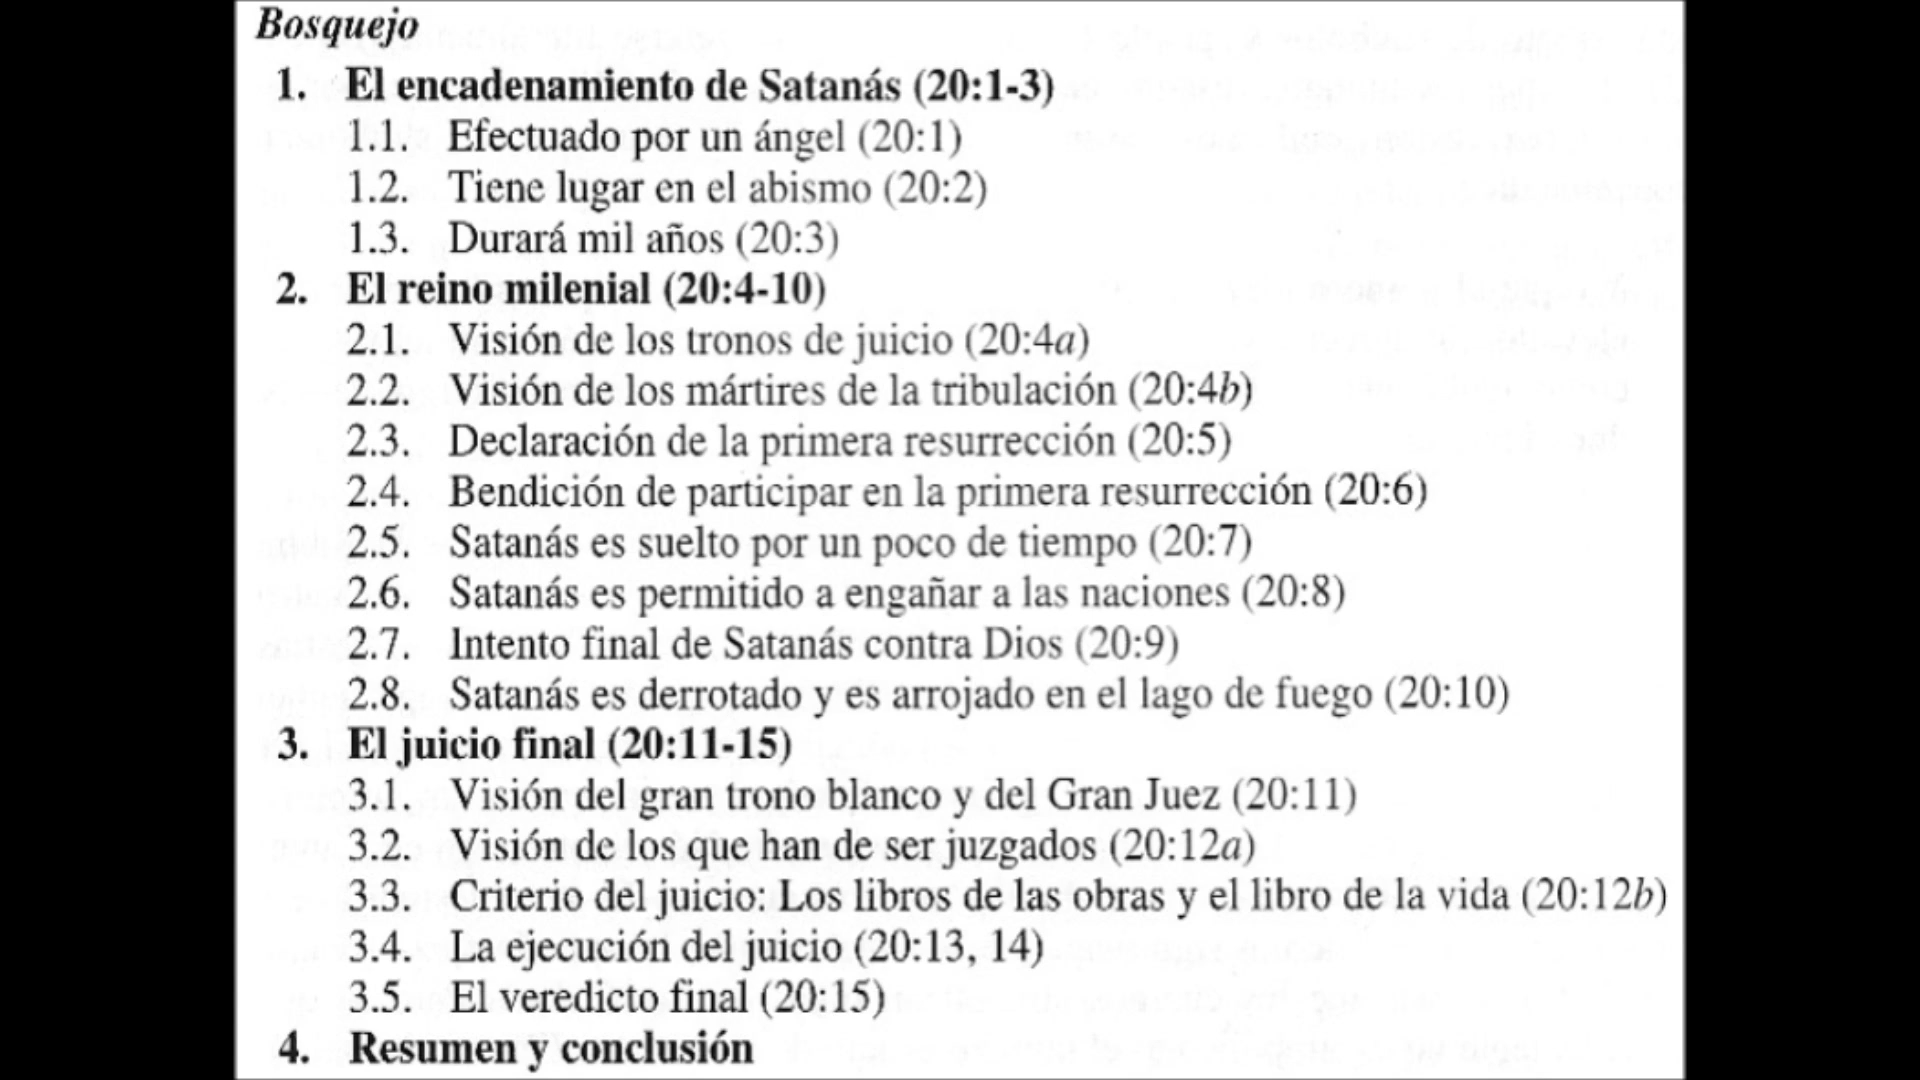 Bosquejo
1. El encadenamiento de Satanás (20:1-3)
1.1. Efectuado por un ángel (20:1)
1.2. Tiene lugar en el abismo (20:2)
1.3. Durará mil años (20:3)
2. El reino milenial (20:4-10)
2.1. Visión de los tronos de juicio (20:4a)
2.2. Visión de los mártires de la tribulación (20:4b)
2.3. Declaración de la primera resurrección (20:5)
2.4. Bendición de participar en la primera resurrección (20:6)
2.5. Satanás es suelto por un poco de tiempo (20:7)
2.6. Satanás es permitido a engañar a las naciones (20:8)
2.7. Intento final de Satanás contra Dios (20:9)
2.8. Satanás es derrotado y es arrojado en el lago de fuego (20:10)
3. El juicio final (20:11-15)
3.1. Visión del gran trono blanco y del Gran Juez (20:11)
3.2. Visión de los que han de ser juzgados (20:12a)
3.3. Criterio del juicio: Los libros de las obras y el libro de la vida (20:12b)
3.4. La ejecución del juicio (20:13, 14)
3.5. El veredicto final (20:15)
4. Resumen y conclusión